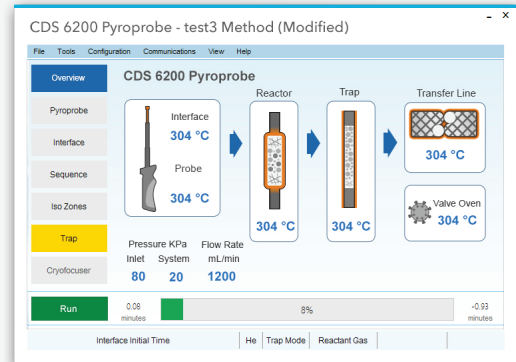 CDS 6200 Pyroprobe - test3 Method (Modified)
- x
File Tools Configuration Communications View Help
Overview
Pyroprobe
Interface
Sequence
Iso Zones
Trap
Cryofocuser
CDS 6200 Pyroprobe
Interface
304 °C
Probe
304 °C
Reactor
304 °C
Trap
304 °C
Transfer Line
304 °C
Valve Oven
304 °C
Pressure KPa Flow Rate
Inlet System mL/min
80 20 1200
Run
0.08
minutes
8%
-0.93
minutes
Interface Initial Time He Trap Mode Reactant Gas